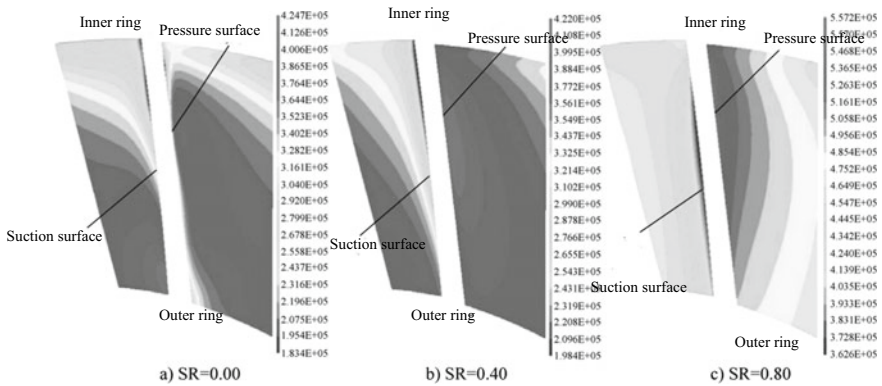 Inner ring
Pressure surface
Suction surface
Outer ring
4.247E+05
4.126E+05
4.006E+05
3.865E+05
3.764E+05
3.643E+05
3.523E+05
3.402E+05
3.282E+05
3.161E+05
3.040E+05
2.920E+05
2.799E+05
2.678E+05
2.558E+05
2.437E+05
2.316E+05
2.196E+05
2.075E+05
1.954E+05
1.834E+05
a) SR=0.00
Inner ring
Pressure surface
Suction surface
Outer ring
4.220E+05
4.108E+05
3.995E+05
3.884E+05
3.772E+05
3.661E+05
3.549E+05
3.437E+05
3.325E+05
3.214E+05
3.102E+05
2.990E+05
2.878E+05
2.766E+05
2.655E+05
2.543E+05
2.431E+05
2.319E+05
2.208E+05
2.096E+05
1.984E+05
b) SR=0.40
Inner ring
Pressure surface
Suction surface
Outer ring
5.572E+05
5.468E+05
5.365E+05
5.263E+05
5.161E+05
5.058E+05
4.956E+05
4.854E+05
4.752E+05
4.649E+05
4.547E+05
4.445E+05
4.342E+05
4.240E+05
4.139E+05
4.035E+05
3.933E+05
3.831E+05
3.728E+05
3.626E+05
c) SR=0.80